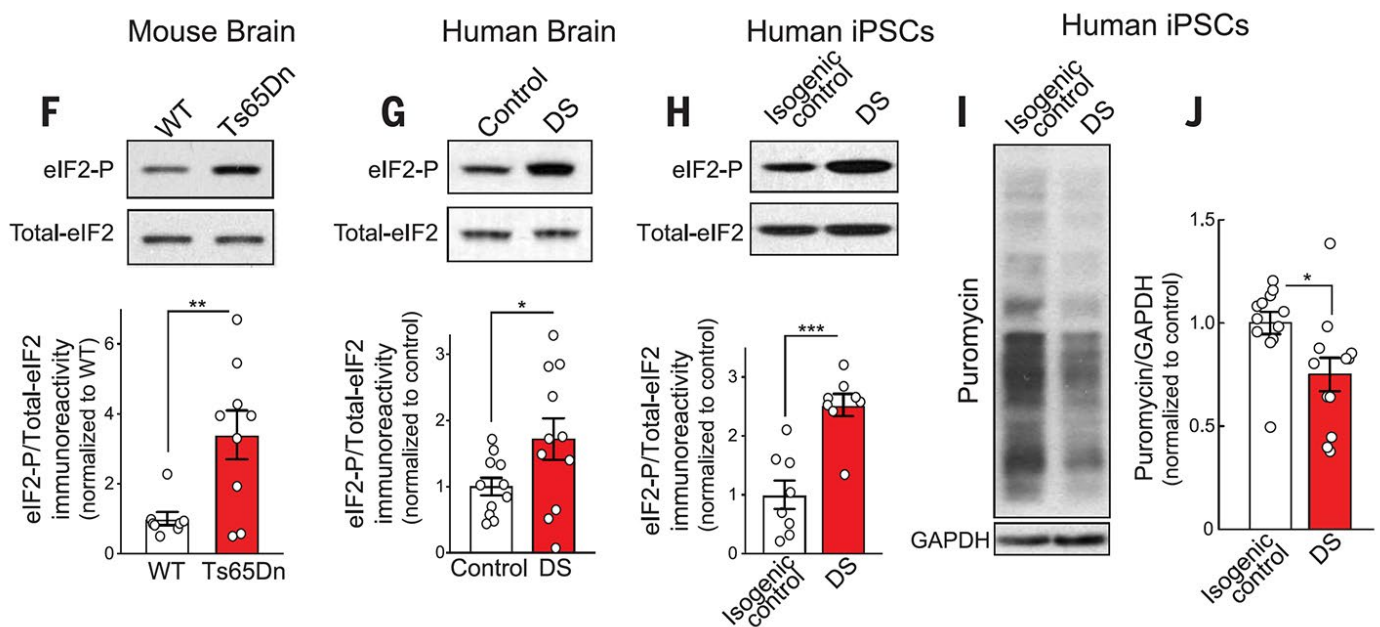 Mouse Brain
F
WT
Ts65Dn
eIF2-P
Total-eIF2
eIF2-P/Total-eIF2
immunoreactivity
(normalized to WT)
6
4
2
0
**
WT
Ts65Dn
Human Brain
G
Control
DS
eIF2-P
Total-eIF2
eIF2-P/Total-eIF2
immunoreactivity
(normalized to control)
3
2
1
0
*
Control
DS
Human iPSCs
H
Isogenic
control
DS
eIF2-P
Total-eIF2
eIF2-P/Total-eIF2
immunoreactivity
(normalized to control)
3
2
1
0
***
Isogenic
control
DS
Human iPSCs
I
Isogenic
control
DS
Puromycin
GAPDH
J
Puromycin/GAPDH
(normalized to control)
1.5
1.0
0.5
0
*
Isogenic
control
DS